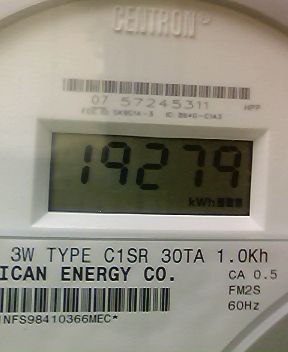 CENTRON
07 57245311
19279
kWh
3W TYPE C1SR 30TA 1.0Kh
ICAN ENERGY CO.
CA 0.5
FM2S
60Hz
NFS98410366MEC*